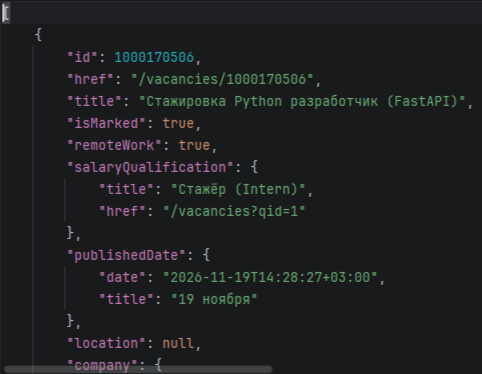 [
    {
        "id": 1000170506,
        "href": "/vacancies/1000170506",
        "title": "Стажировка Python разработчик (FastAPI)",
        "isMarked": true,
        "remoteWork": true,
        "salaryQualification": {
            "title": "Стажёр (Intern)",
            "href": "/vacancies?qid=1"
        },
        "publishedDate": {
            "date": "2026-11-19T14:28:27+03:00",
            "title": "19 ноября"
        },
        "location": null,
        "company": {